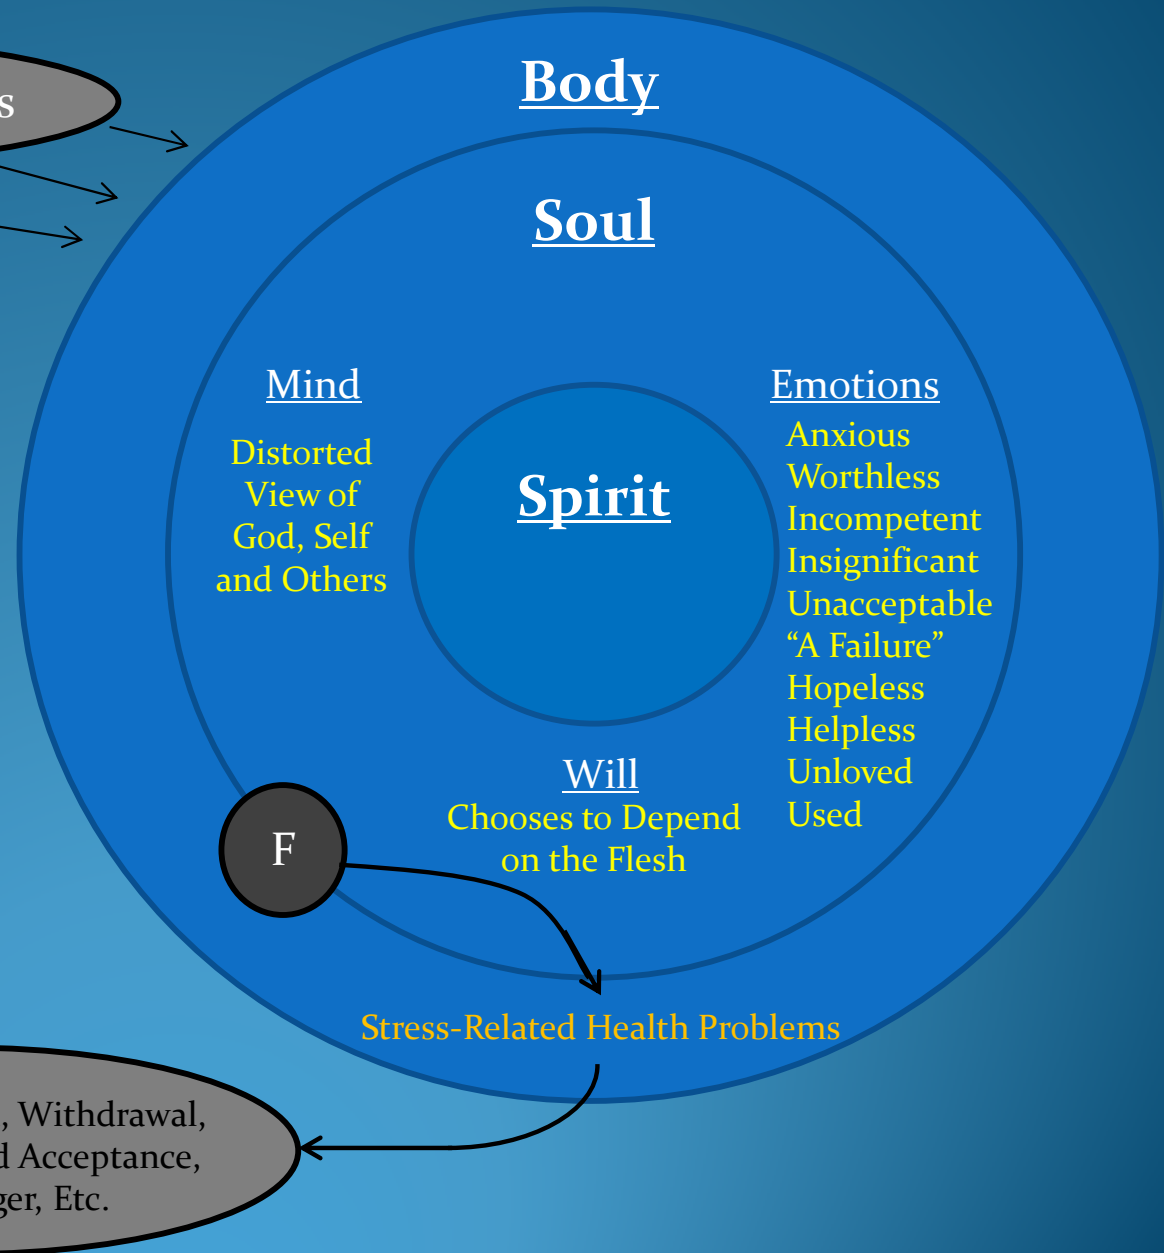 Body
s
Soul
Mind
Distorted
View of
God, Self
and Others
Spirit
Emotions
Anxious
Worthless
Incompetent
Insignificant
Unacceptable
“A Failure”
Hopeless
Helpless
Unloved
Used
Will
Chooses to Depend
on the Flesh
F
Stress-Related Health Problems
, Withdrawal,
d Acceptance,
ger, Etc.